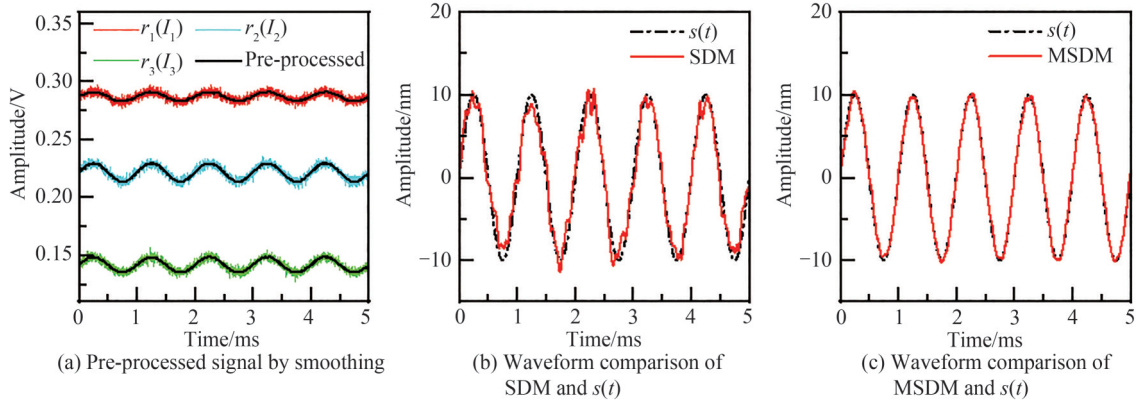 0.35
0.30
0.25
0.20
0.15
Amplitude/V
r₁(I₁)
r₂(I₂)
r₃(I₃)
Pre-processed
0 1 2 3 4 5
Time/ms
(a) Pre-processed signal by smoothing
20
10
0
−10
Amplitude/nm
s(t)
SDM
0 1 2 3 4 5
Time/ms
(b) Waveform comparison of
SDM and s(t)
20
10
0
−10
Amplitude/nm
s(t)
MSDM
0 1 2 3 4 5
Time/ms
(c) Waveform comparison of
MSDM and s(t)